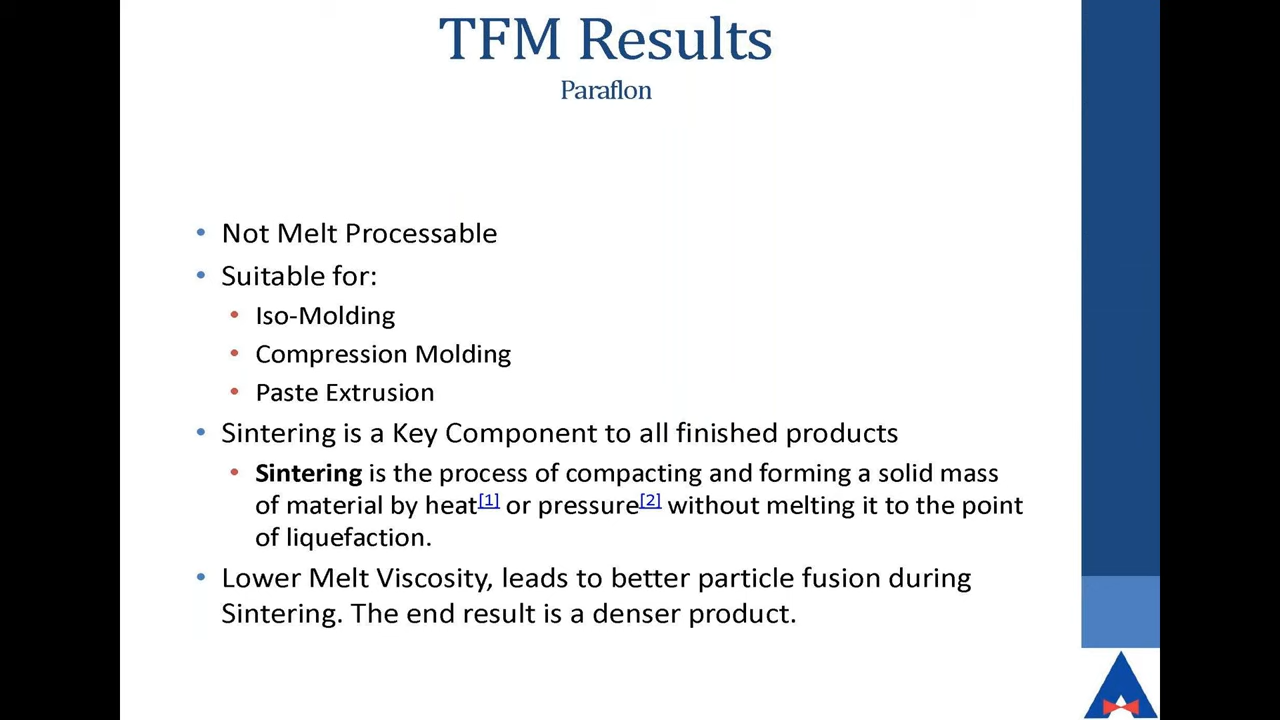 TFM Results
Paraflon
• Not Melt Processable
• Suitable for:
• Iso-Molding
• Compression Molding
• Paste Extrusion
• Sintering is a Key Component to all finished products
• Sintering is the process of compacting and forming a solid mass
of material by heat[1] or pressure[2] without melting it to the point
of liquefaction.
• Lower Melt Viscosity, leads to better particle fusion during
Sintering. The end result is a denser product.